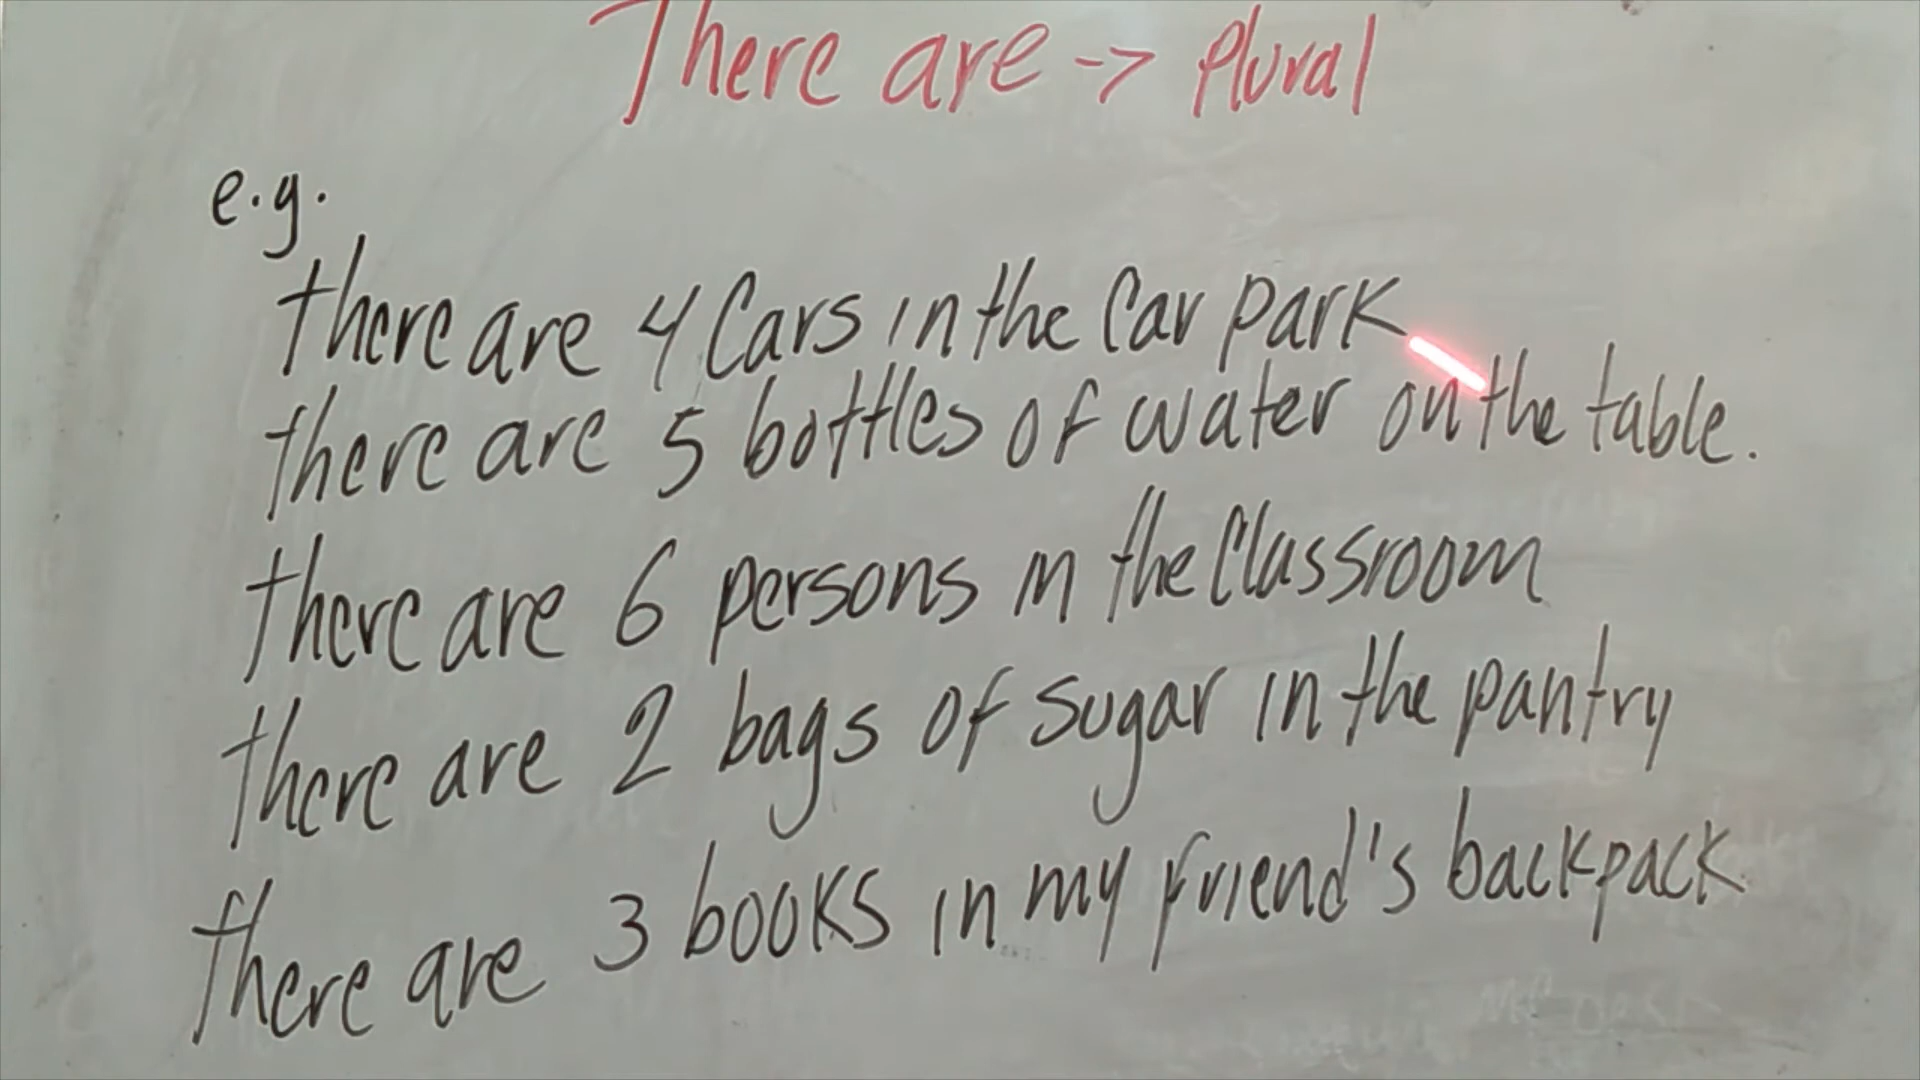 There are -> Plural
e.g.
there are 4 Cars in the Car park
there are 5 bottles of water on the table.
there are 6 persons in the Classroom
there are 2 bags of sugar in the pantry
there are 3 books in my friend's backpack